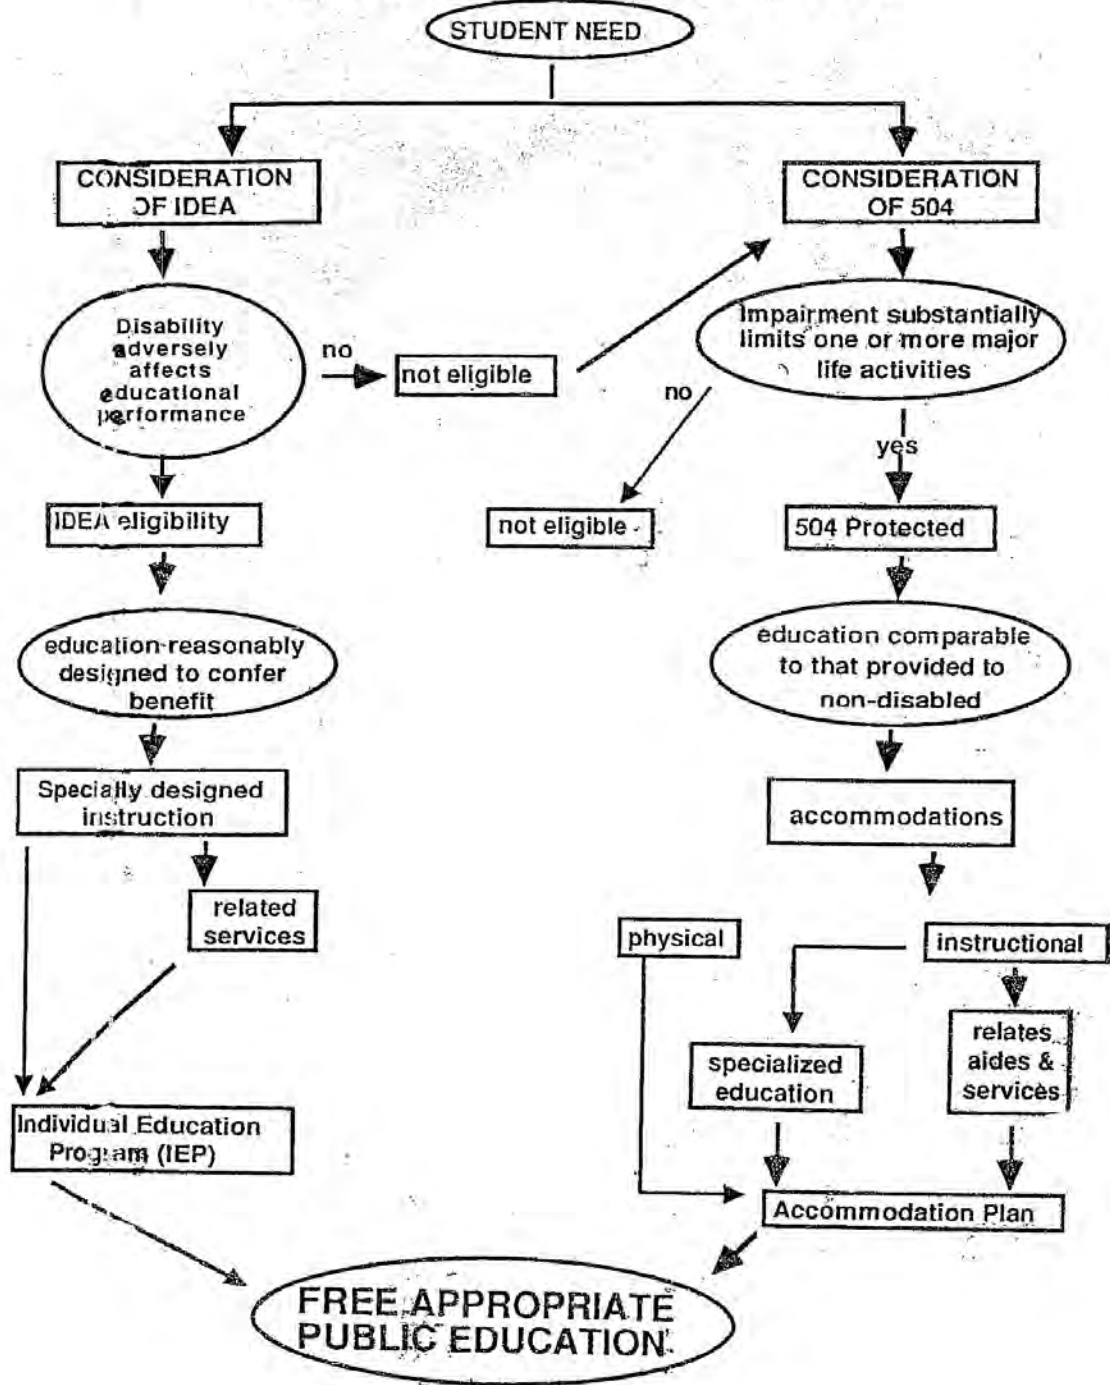 STUDENT NEED
CONSIDERATION
OF IDEA
CONSIDERATION
OF 504
Disability
adversely
affects
educational
performance
no
not eligible
Impairment substantially
limits one or more major
life activities
no
yes
IDEA eligibility
not eligible
504 Protected
education reasonably
designed to confer
benefit
education comparable
to that provided to
non-disabled
Specially designed
instruction
accommodations
related
services
physical
instructional
specialized
education
relates
aides &
services
Individual Education
Program (IEP)
Accommodation Plan
FREE APPROPRIATE
PUBLIC EDUCATION